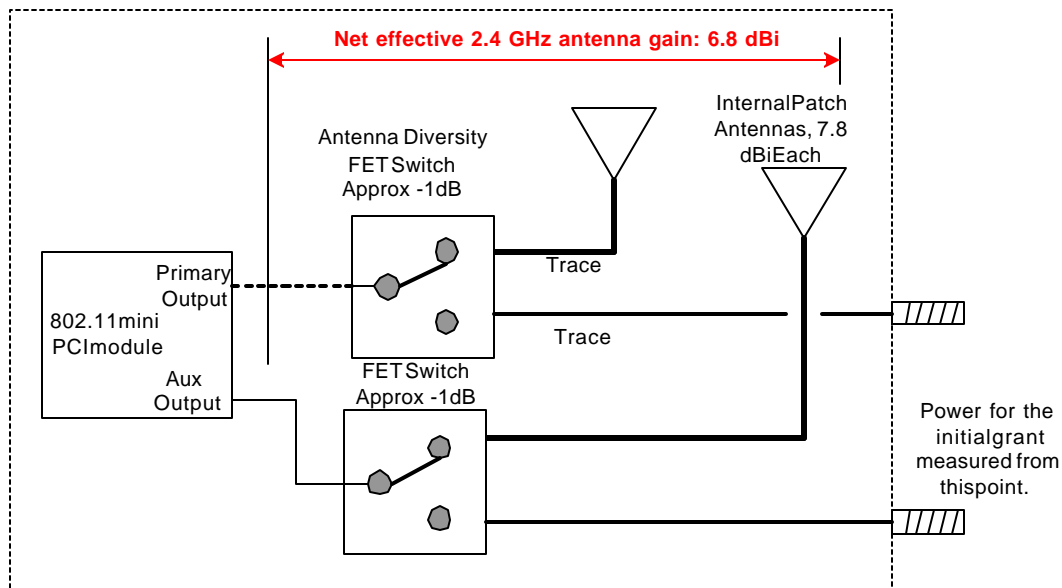 Net effective 2.4 GHz antenna gain: 6.8 dBi
InternalPatch
Antennas, 7.8
dBiEach
Antenna Diversity
FETSwitch
Approx -1dB
Primary
Output
802.11mini
PCImodule
Aux
Output
Trace
Trace
FETSwitch
Approx -1dB
Power for the
initialgrant
measured from
thispoint.